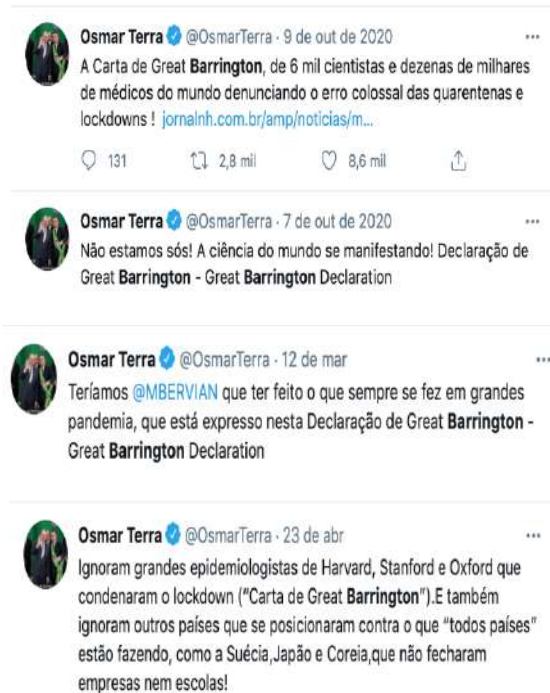 Osmar Terra @OsmarTerra · 9 de out de 2020 ...
A Carta de Great Barrington, de 6 mil cientistas e dezenas de milhares
de médicos do mundo denunciando o erro colossal das quarentenas e
lockdowns ! jornalnh.com.br/amp/noticias/m...
131 2,8 mil 8,6 mil
Osmar Terra @OsmarTerra · 7 de out de 2020 ...
Não estamos sós! A ciência do mundo se manifestando! Declaração de
Great Barrington - Great Barrington Declaration
Osmar Terra @OsmarTerra · 12 de mar ...
Teríamos @MBERVIAN que ter feito o que sempre se fez em grandes
pandemia, que está expresso nesta Declaração de Great Barrington -
Great Barrington Declaration
Osmar Terra @OsmarTerra · 23 de abr ...
Ignoram grandes epidemiologistas de Harvard, Stanford e Oxford que
condenaram o lockdown ("Carta de Great Barrington").E também
ignoram outros países que se posicionaram contra o que "todos países"
estão fazendo, como a Suécia,Japão e Coreia,que não fecharam
empresas nem escolas!